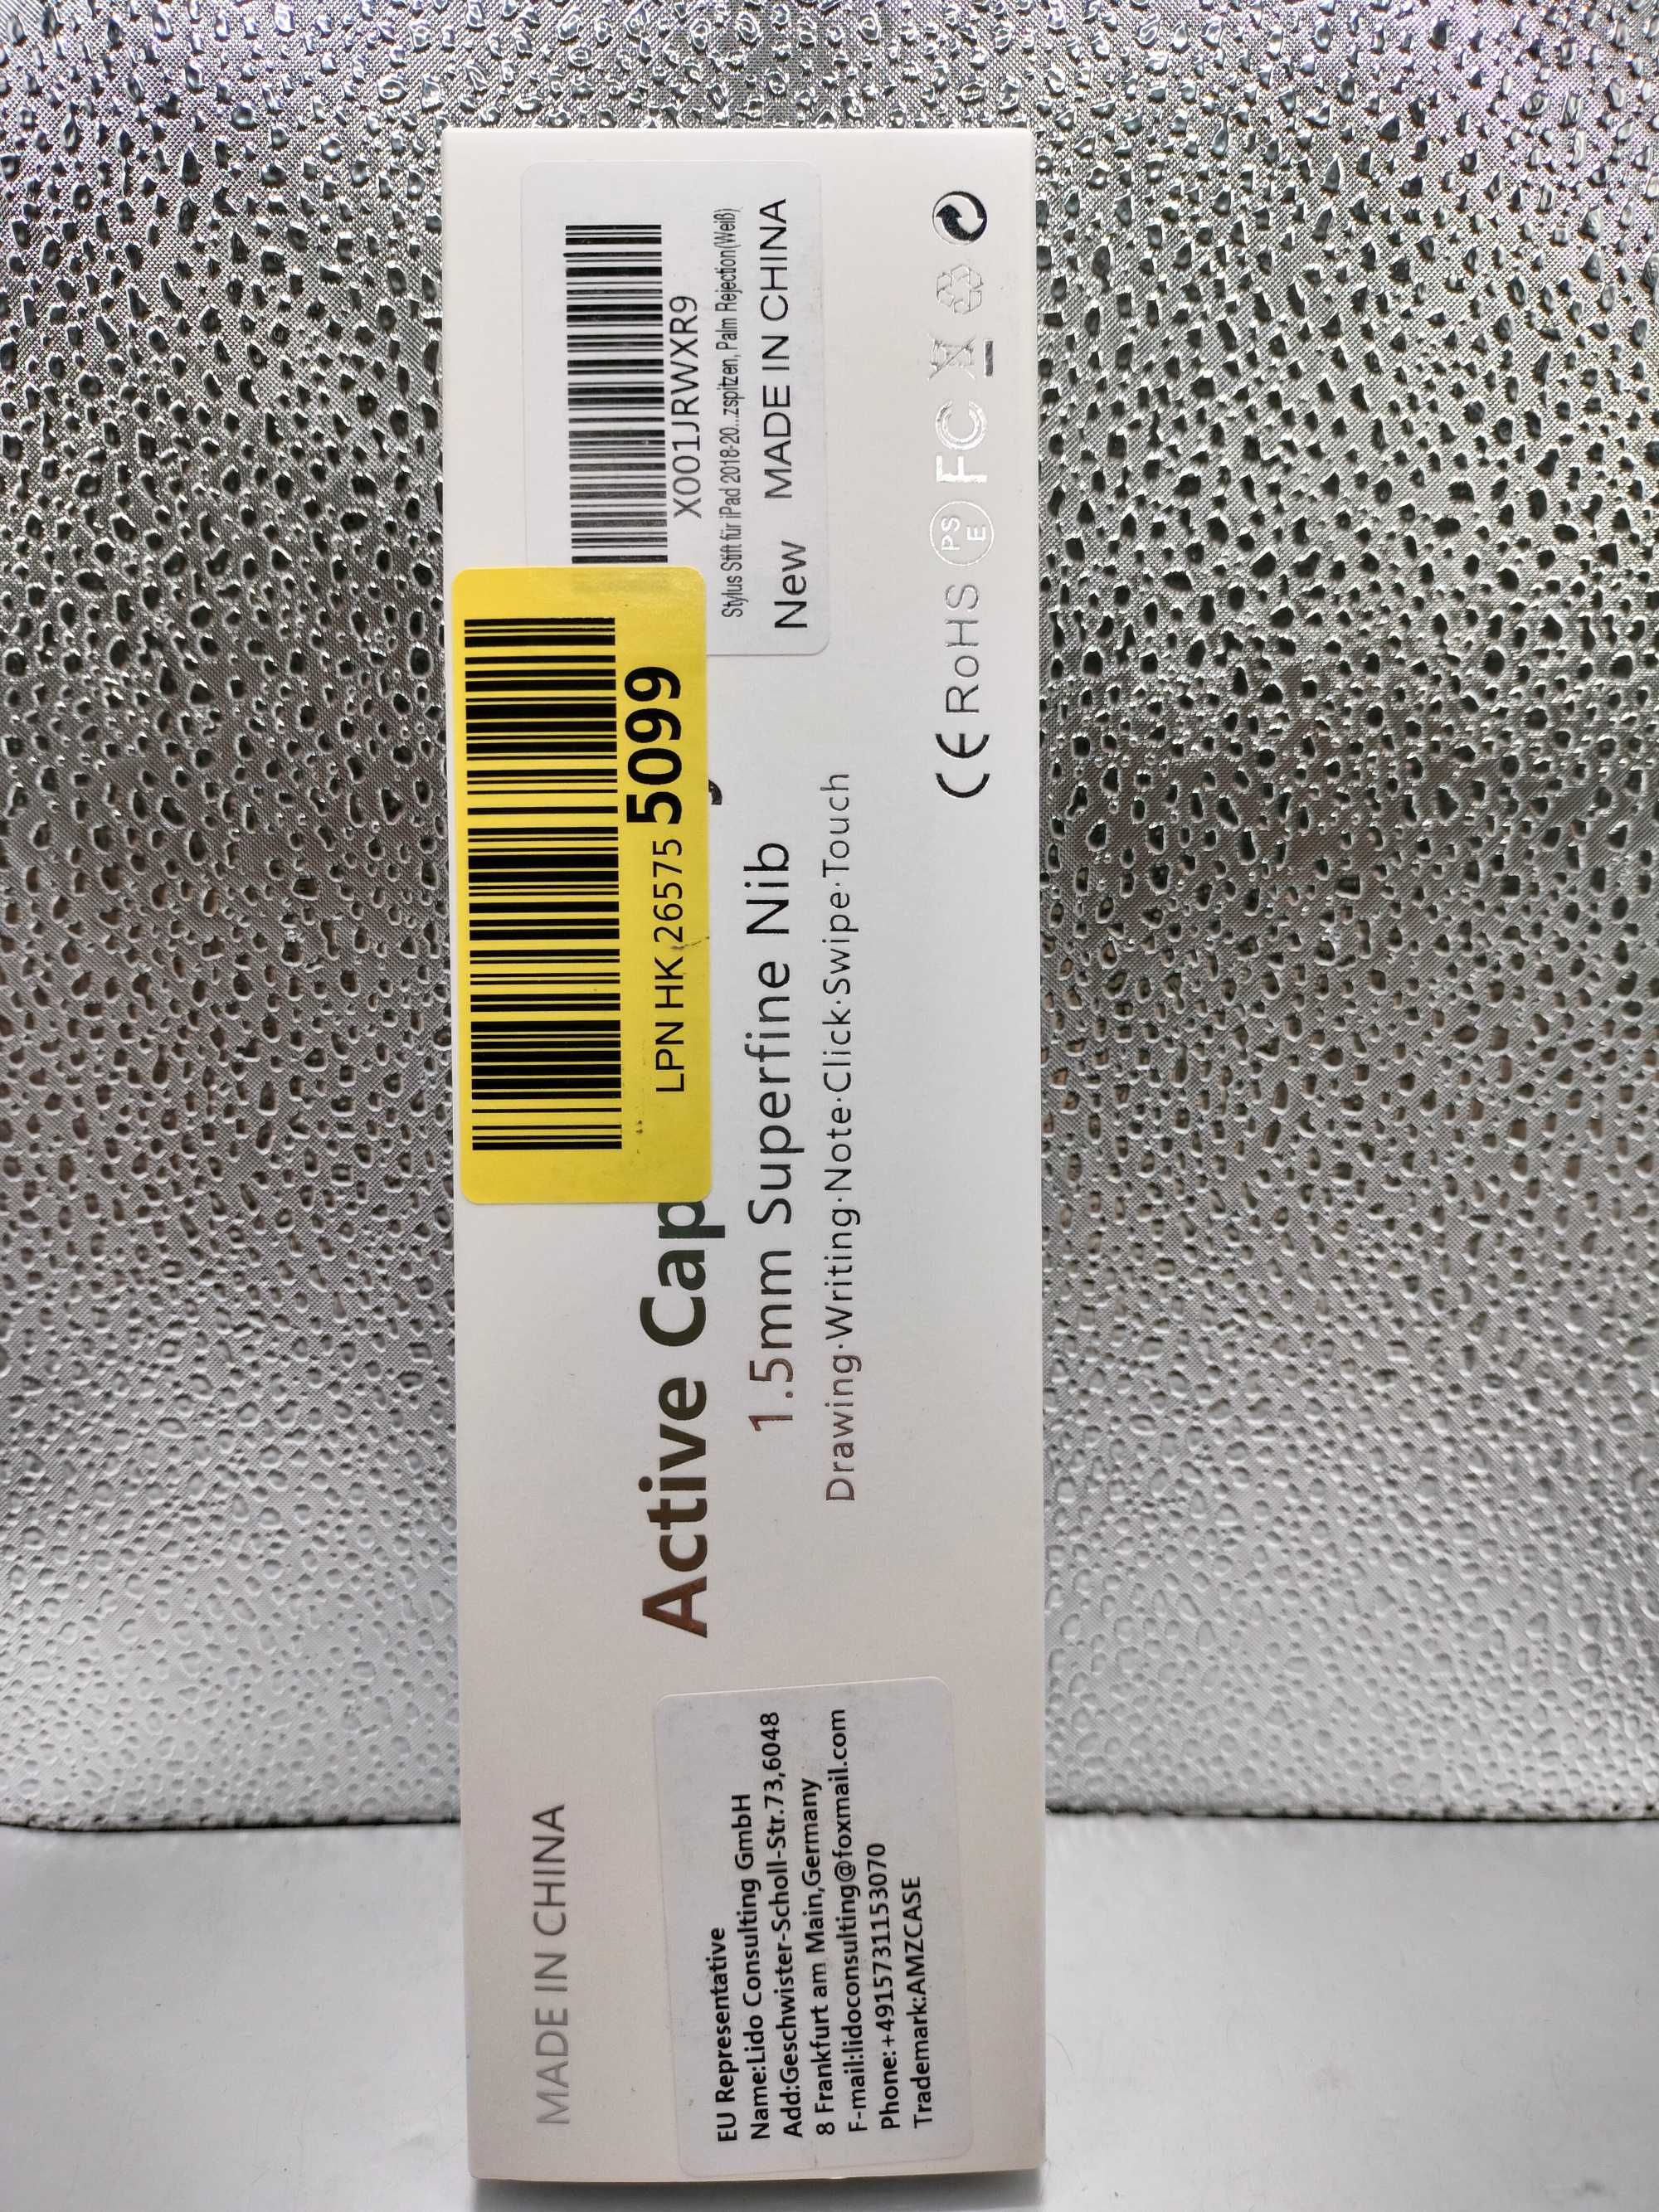 MADE IN CHINA
Active Cap
1.5mm Superfine Nib
Drawing·Writing·Note·Click·Swipe·Touch
LPN HK 26575 5099
X001JRWXR9
Stylus Stift für iPad 2018-20...zspitzen, Palm Rejection(Weiß)
New MADE IN CHINA
CE RoHS PS E FC
EU Representative
Name:Lido Consulting GmbH
Add:Geschwister-Scholl-Str.73,6048
8 Frankfurt am Main,Germany
E-mail:lidoconsulting@foxmail.com
Phone:+4915731153070
Trademark:AMZCASE